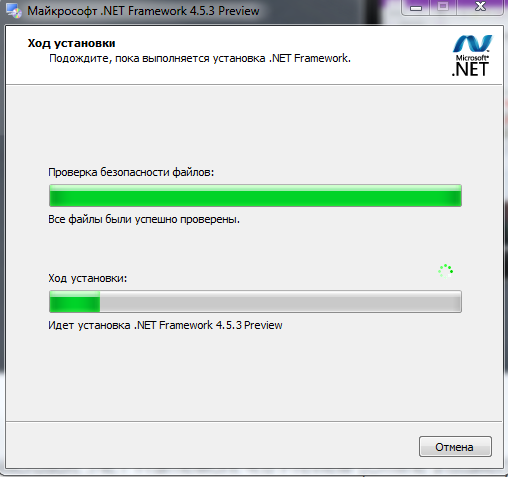 Майкрософт .NET Framework 4.5.3 Preview
Ход установки
Подождите, пока выполняется установка .NET Framework.
Microsoft®
.NET
Проверка безопасности файлов:
Все файлы были успешно проверены.
Ход установки:
Идет установка .NET Framework 4.5.3 Preview
Отмена